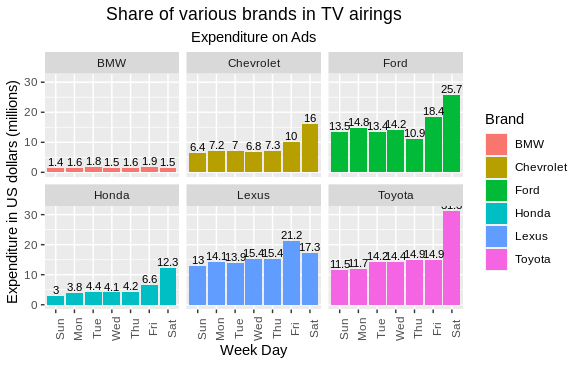 Share of various brands in TV airings
Expenditure on Ads
BMW Chevrolet Ford
30
20
10
0
1.4 1.6 1.8 1.5 1.6 1.9 1.5
6.4 7.2 7 6.8 7.3 10 16
13.5 14.8 13.4 14.2 10.9 18.4 25.7
Honda Lexus Toyota
30
20
10
0
3 3.8 4.4 4.1 4.2 6.6 12.3
13 14.1 13.9 15.4 15.4 21.2 17.3
11.5 11.7 14.2 14.4 14.9 14.9
Sun Mon Tue Wed Thu Fri Sat
Sun Mon Tue Wed Thu Fri Sat
Sun Mon Tue Wed Thu Fri Sat
Week Day
Expenditure in US dollars (millions)
Brand
BMW
Chevrolet
Ford
Honda
Lexus
Toyota